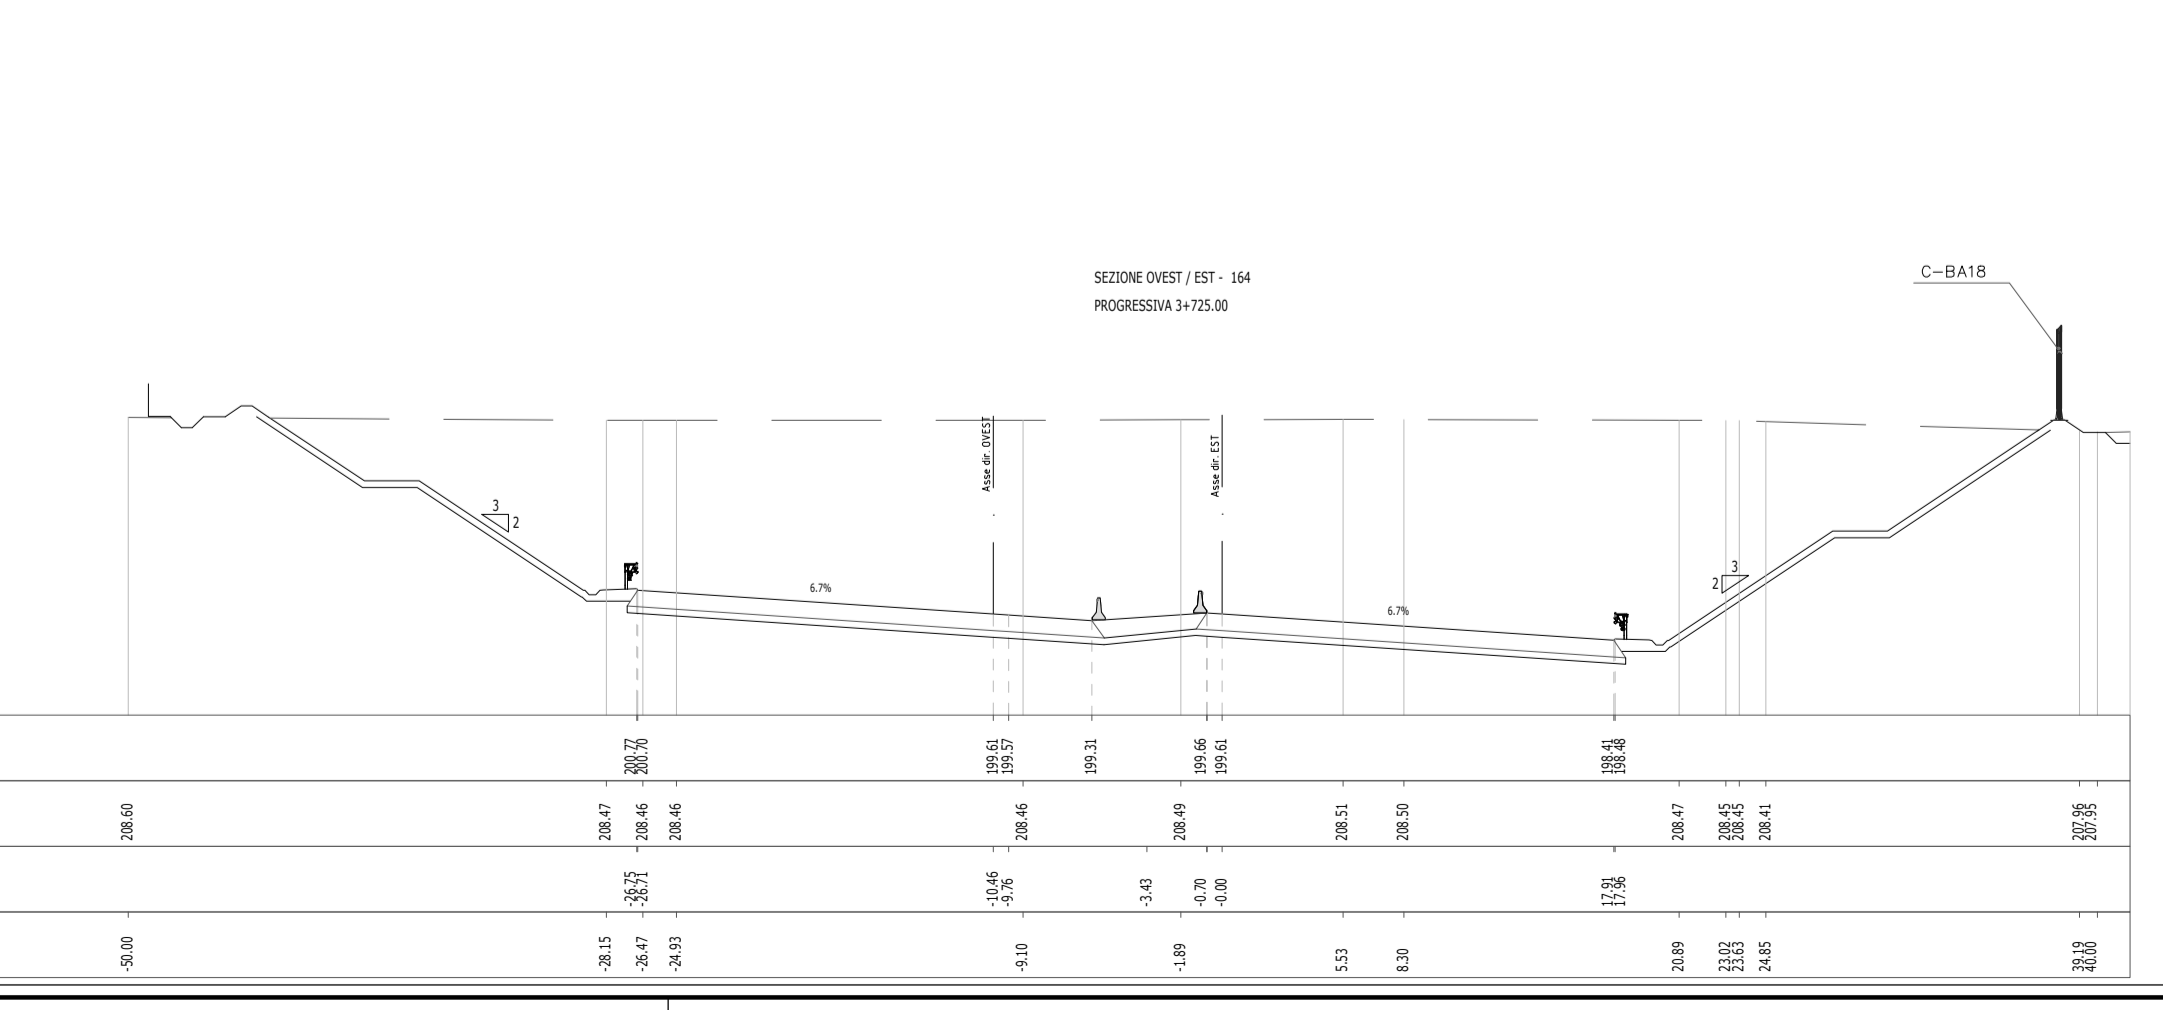 C-BA18
SEZIONE OVEST / EST - 164
PROGRESSIVA 3+725.00
Asse dir. OVEST
Asse dir. EST
3
2
3
2
6.7%
6.7%
200.77 200.70 199.61 199.57 199.31 199.66 199.61 198.41 198.48
208.60 208.47 208.46 208.46 208.46 208.49 208.51 208.50 208.47 208.45 208.45 208.41 207.96 207.95
-26.75 -26.71 -10.46 -9.76 -3.43 -0.70 -0.00 17.91 17.96
-50.00 -28.15 -26.47 -24.93 -9.10 -1.89 5.53 8.30 20.89 23.02 23.63 24.85 39.19 40.00